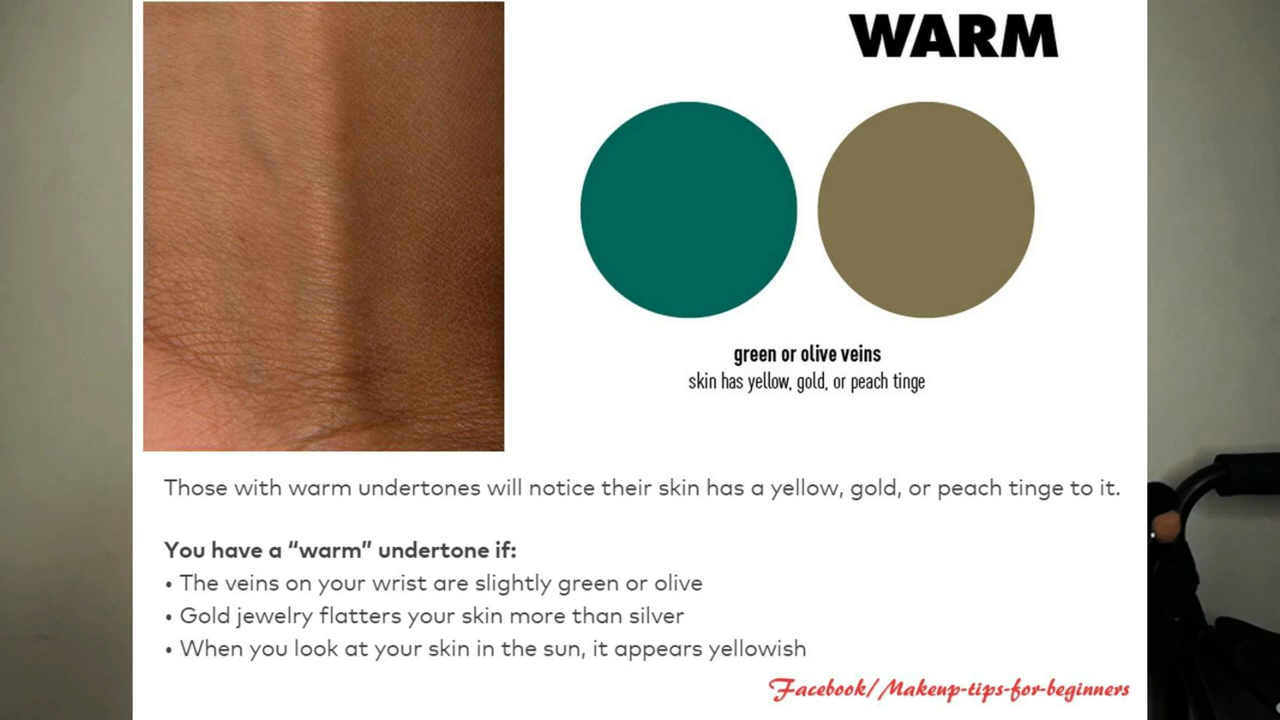 WARM
green or olive veins
skin has yellow, gold, or peach tinge
Those with warm undertones will notice their skin has a yellow, gold, or peach tinge to it.
You have a “warm” undertone if:
• The veins on your wrist are slightly green or olive
• Gold jewelry flatters your skin more than silver
• When you look at your skin in the sun, it appears yellowish
Facebook/Makeup-tips-for-beginners